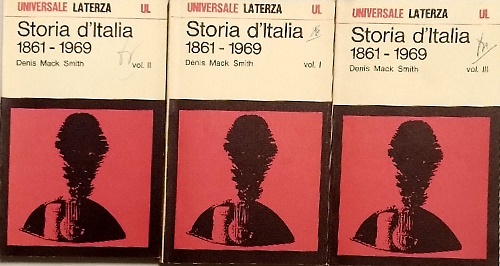 UNIVERSALE LATERZA UL
Storia d'Italia
1861-1969
Denis Mack Smith vol. II
UNIVERSALE LATERZA UL
Storia d'Italia
1861-1969
Denis Mack Smith vol. I
UNIVERSALE LATERZA UL
Storia d'Italia
1861-1969
Denis Mack Smith vol. III